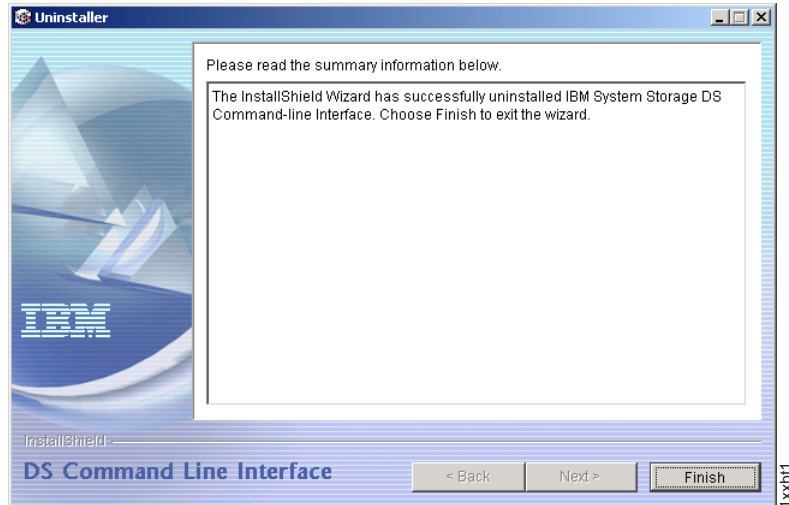 Uninstaller
Please read the summary information below.
The InstallShield Wizard has successfully uninstalled IBM System Storage DS
Command-line Interface. Choose Finish to exit the wizard.
IBM
InstallShield
DS Command Line Interface
< Back
Next >
Finish